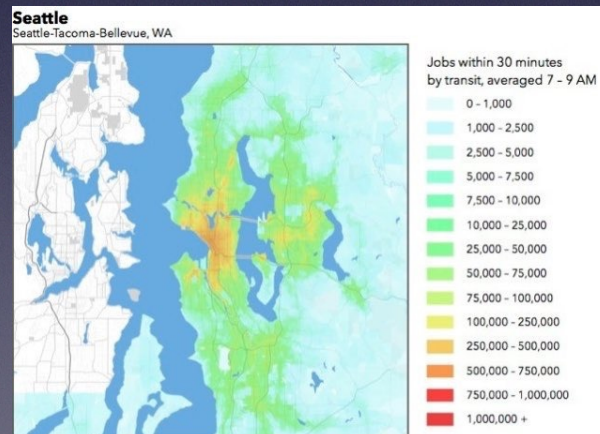 Seattle
Seattle-Tacoma-Bellevue, WA
Jobs within 30 minutes
by transit, averaged 7 - 9 AM
0 - 1,000
1,000 - 2,500
2,500 - 5,000
5,000 - 7,500
7,500 - 10,000
10,000 - 25,000
25,000 - 50,000
50,000 - 75,000
75,000 - 100,000
100,000 - 250,000
250,000 - 500,000
500,000 - 750,000
750,000 - 1,000,000
1,000,000 +